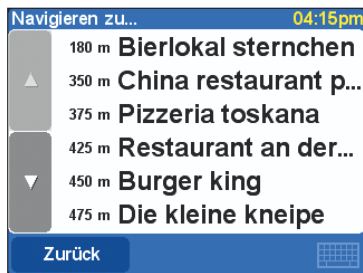 Navigieren zu... 04:15pm
180 m Bierlokal sternchen
350 m China restaurant p...
375 m Pizzeria toskana
425 m Restaurant an der...
450 m Burger king
475 m Die kleine kneipe
Zurück